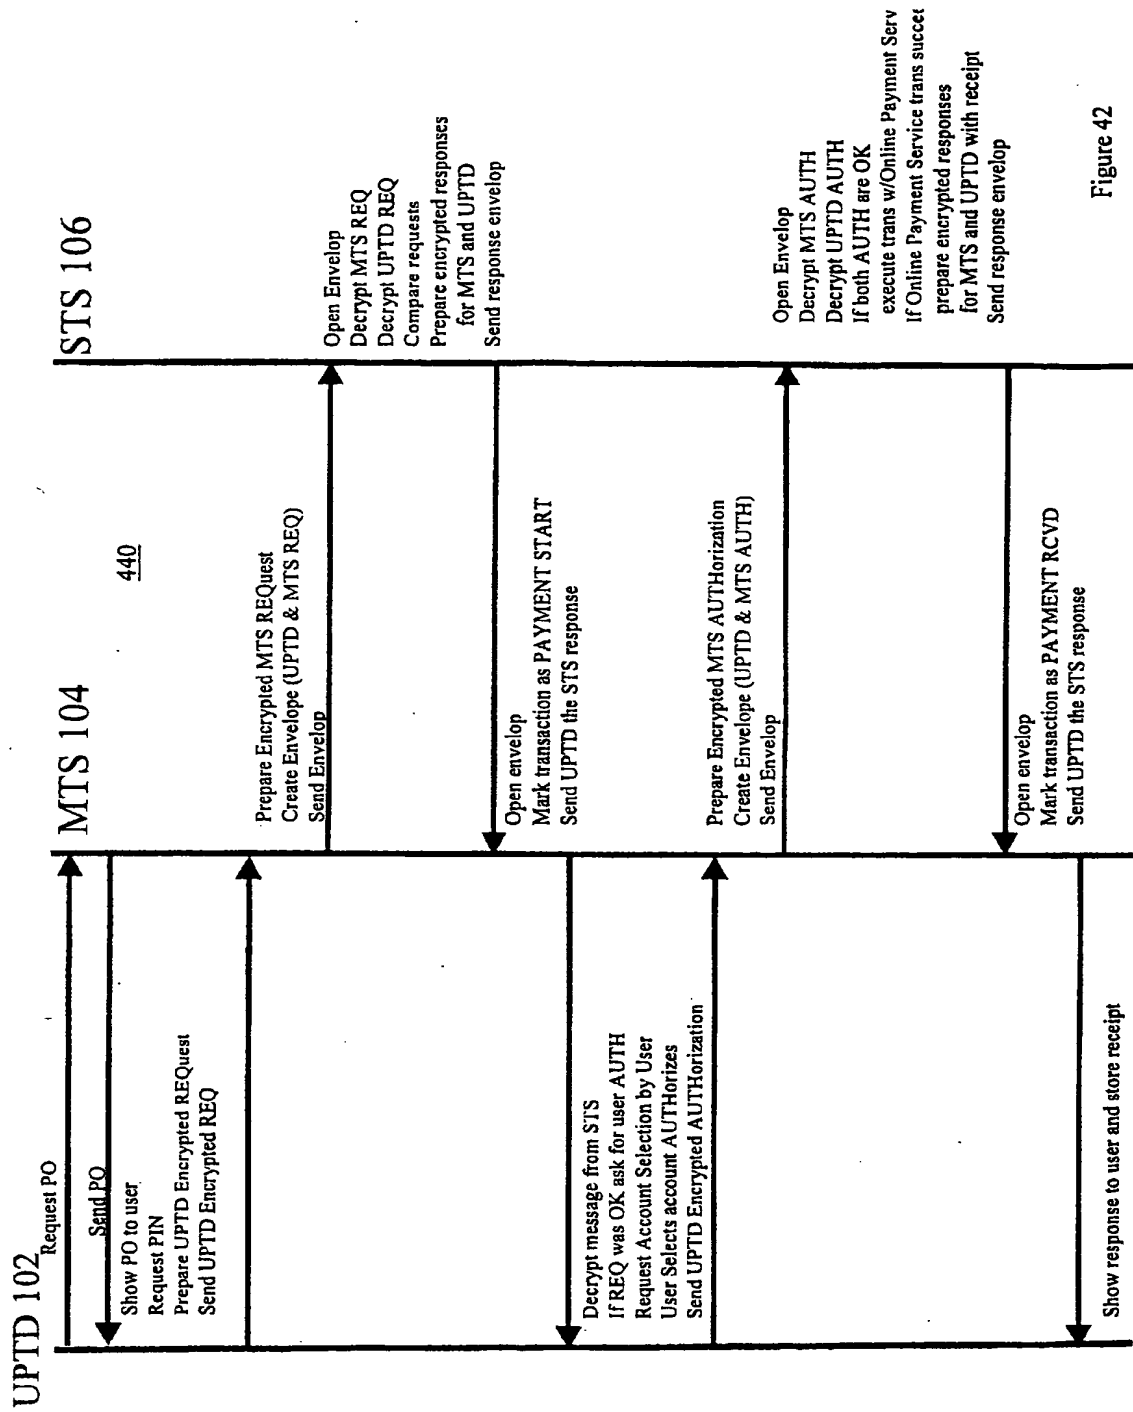 UPTD 102
MTS 104
STS 106
440
Request PO
Send PO
Show PO to user
Request PIN
Prepare UPTD Encrypted REQuest
Send UPTD Encrypted REQ
Prepare Encrypted MTS REQuest
Create Envelope (UPTD & MTS REQ)
Send Envelop
Open Envelop
Decrypt MTS REQ
Decrypt UPTD REQ
Compare requests
Prepare encrypted responses
for MTS and UPTD
Send response envelop
Open envelop
Mark transaction as PAYMENT START
Send UPTD the STS response
Decrypt message from STS
If REQ was OK ask for user AUTH
Request Account Selection by User
User Selects account AUTHorizes
Send UPTD Encrypted AUTHorization
Prepare Encrypted MTS AUTHorization
Create Envelope (UPTD & MTS AUTH)
Send Envelop
Open Envelop
Decrypt MTS AUTH
Decrypt UPTD AUTH
If both AUTH are OK
execute trans w/Online Payment Serv
If Online Payment Service trans succe
prepare encrypted responses
for MTS and UPTD with receipt
Send response envelop
Open envelop
Mark transaction as PAYMENT RCVD
Send UPTD the STS response
Show response to user and store receipt
Figure 42